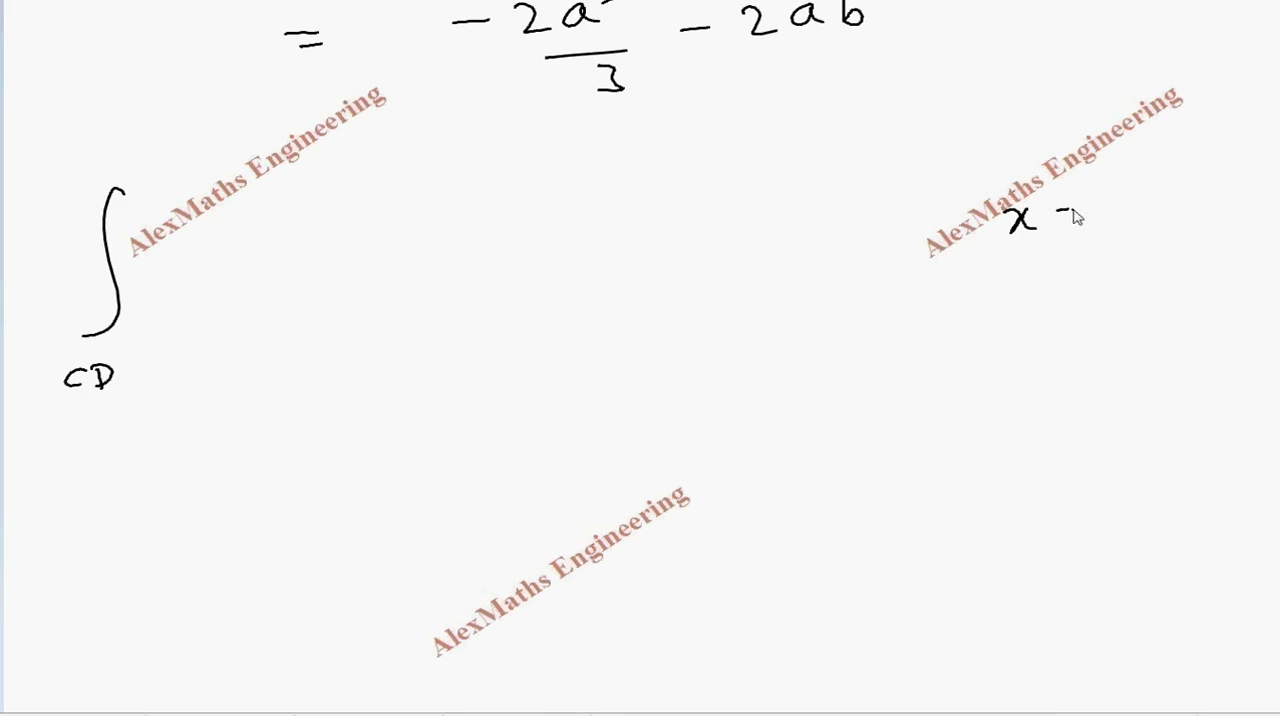 = -2a
3 - 2ab
AlexMaths Engineering
AlexMaths Engineering
∫
x -
CD
AlexMaths Engineering